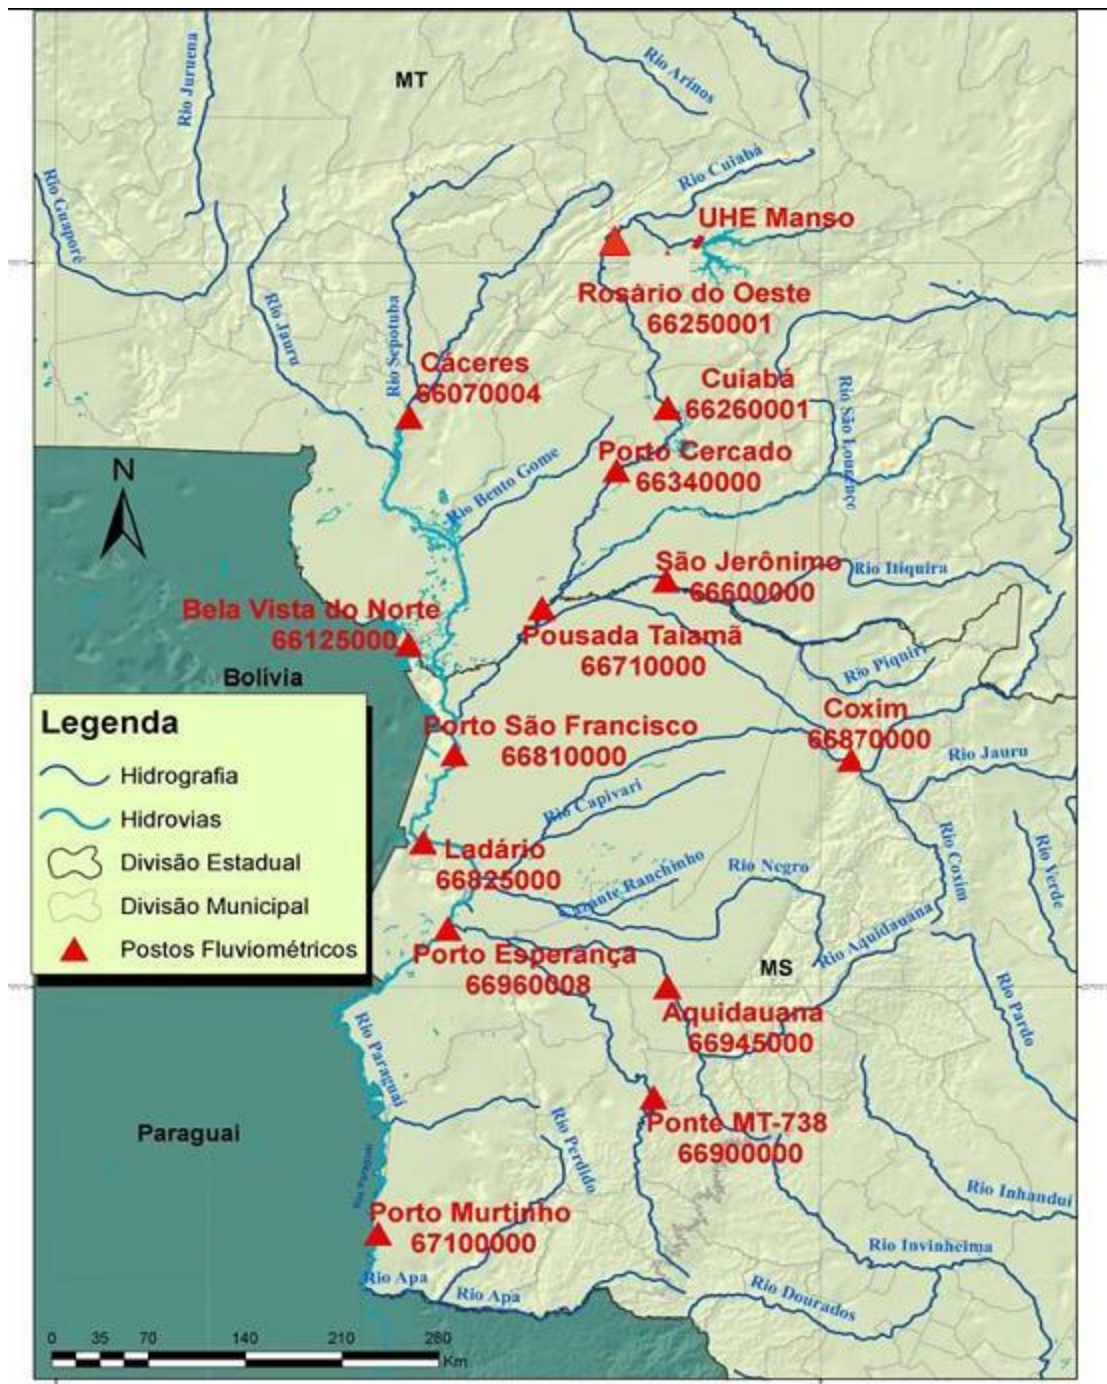 MT
Rio Arinos
Rio Juruena
Rio Cuiabá
Rio Guaporé
UHE Manso
Rosário do Oeste
66250001
Rio Jauru
Rio Sepotuba
Cáceres
66070004
Cuiabá
66260001
Rio São Lourenço
Porto Cercado
66340000
Rio Bento Gome
N
São Jerônimo
66600000
Rio Itiquira
Bela Vista do Norte
66125000
Pousada Taiamã
66710000
Rio Piquiri
Bolívia
Coxim
66870000
Porto São Francisco
66810000
Rio Jauru
Legenda
Hidrografia
Hidrovias
Divisão Estadual
Divisão Municipal
Postos Fluviométricos
Rio Capivari
Rio Coxim
Rio Verde
Ladário
66825000
Ranchinho
Rio Negro
Rio Aquidauana
Porto Esperança
66960008
MS
Aquidauana
66945000
Rio Pardo
Rio Paraguai
Paraguai
Rio Perdido
Ponte MT-738
66900000
Rio Paraguai
Rio Inhanduí
Porto Murtinho
67100000
Rio Invinheima
Rio Apa
Rio Apa
Rio Dourados
0 35 70 140 210 280
Km